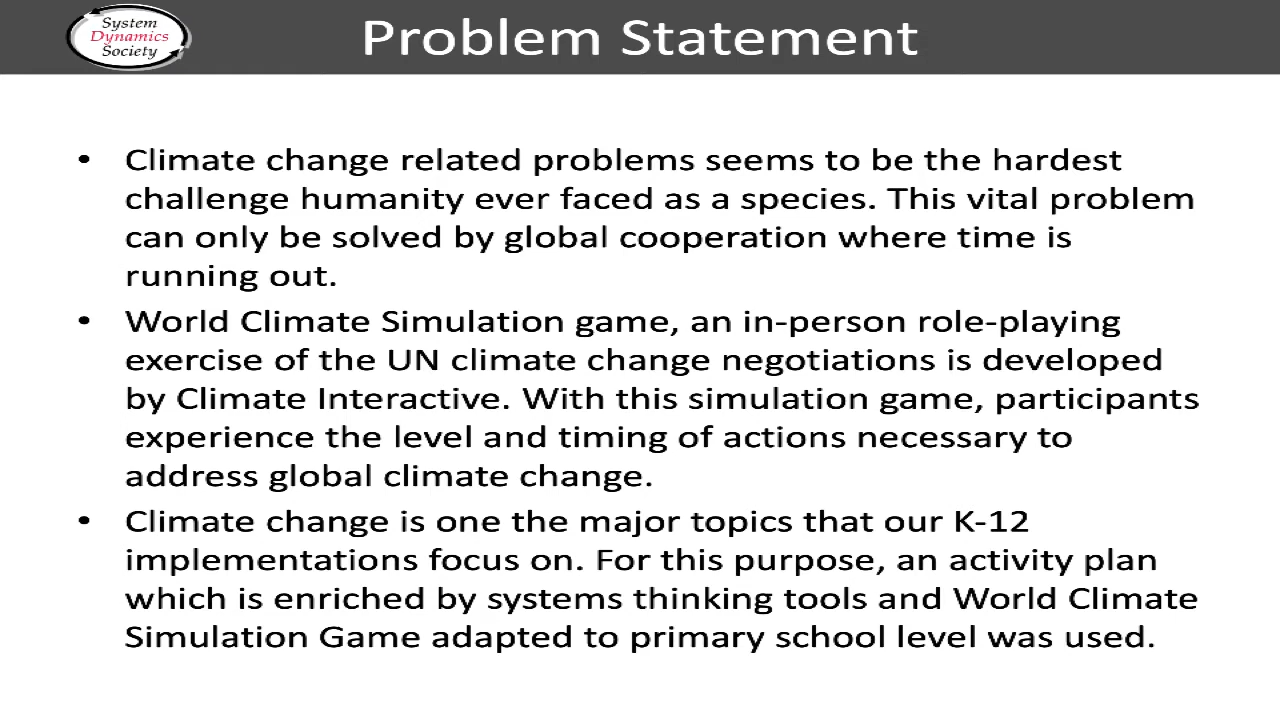 System
Dynamics
Society
Problem Statement
• Climate change related problems seems to be the hardest
challenge humanity ever faced as a species. This vital problem
can only be solved by global cooperation where time is
running out.
• World Climate Simulation game, an in-person role-playing
exercise of the UN climate change negotiations is developed
by Climate Interactive. With this simulation game, participants
experience the level and timing of actions necessary to
address global climate change.
• Climate change is one the major topics that our K-12
implementations focus on. For this purpose, an activity plan
which is enriched by systems thinking tools and World Climate
Simulation Game adapted to primary school level was used.